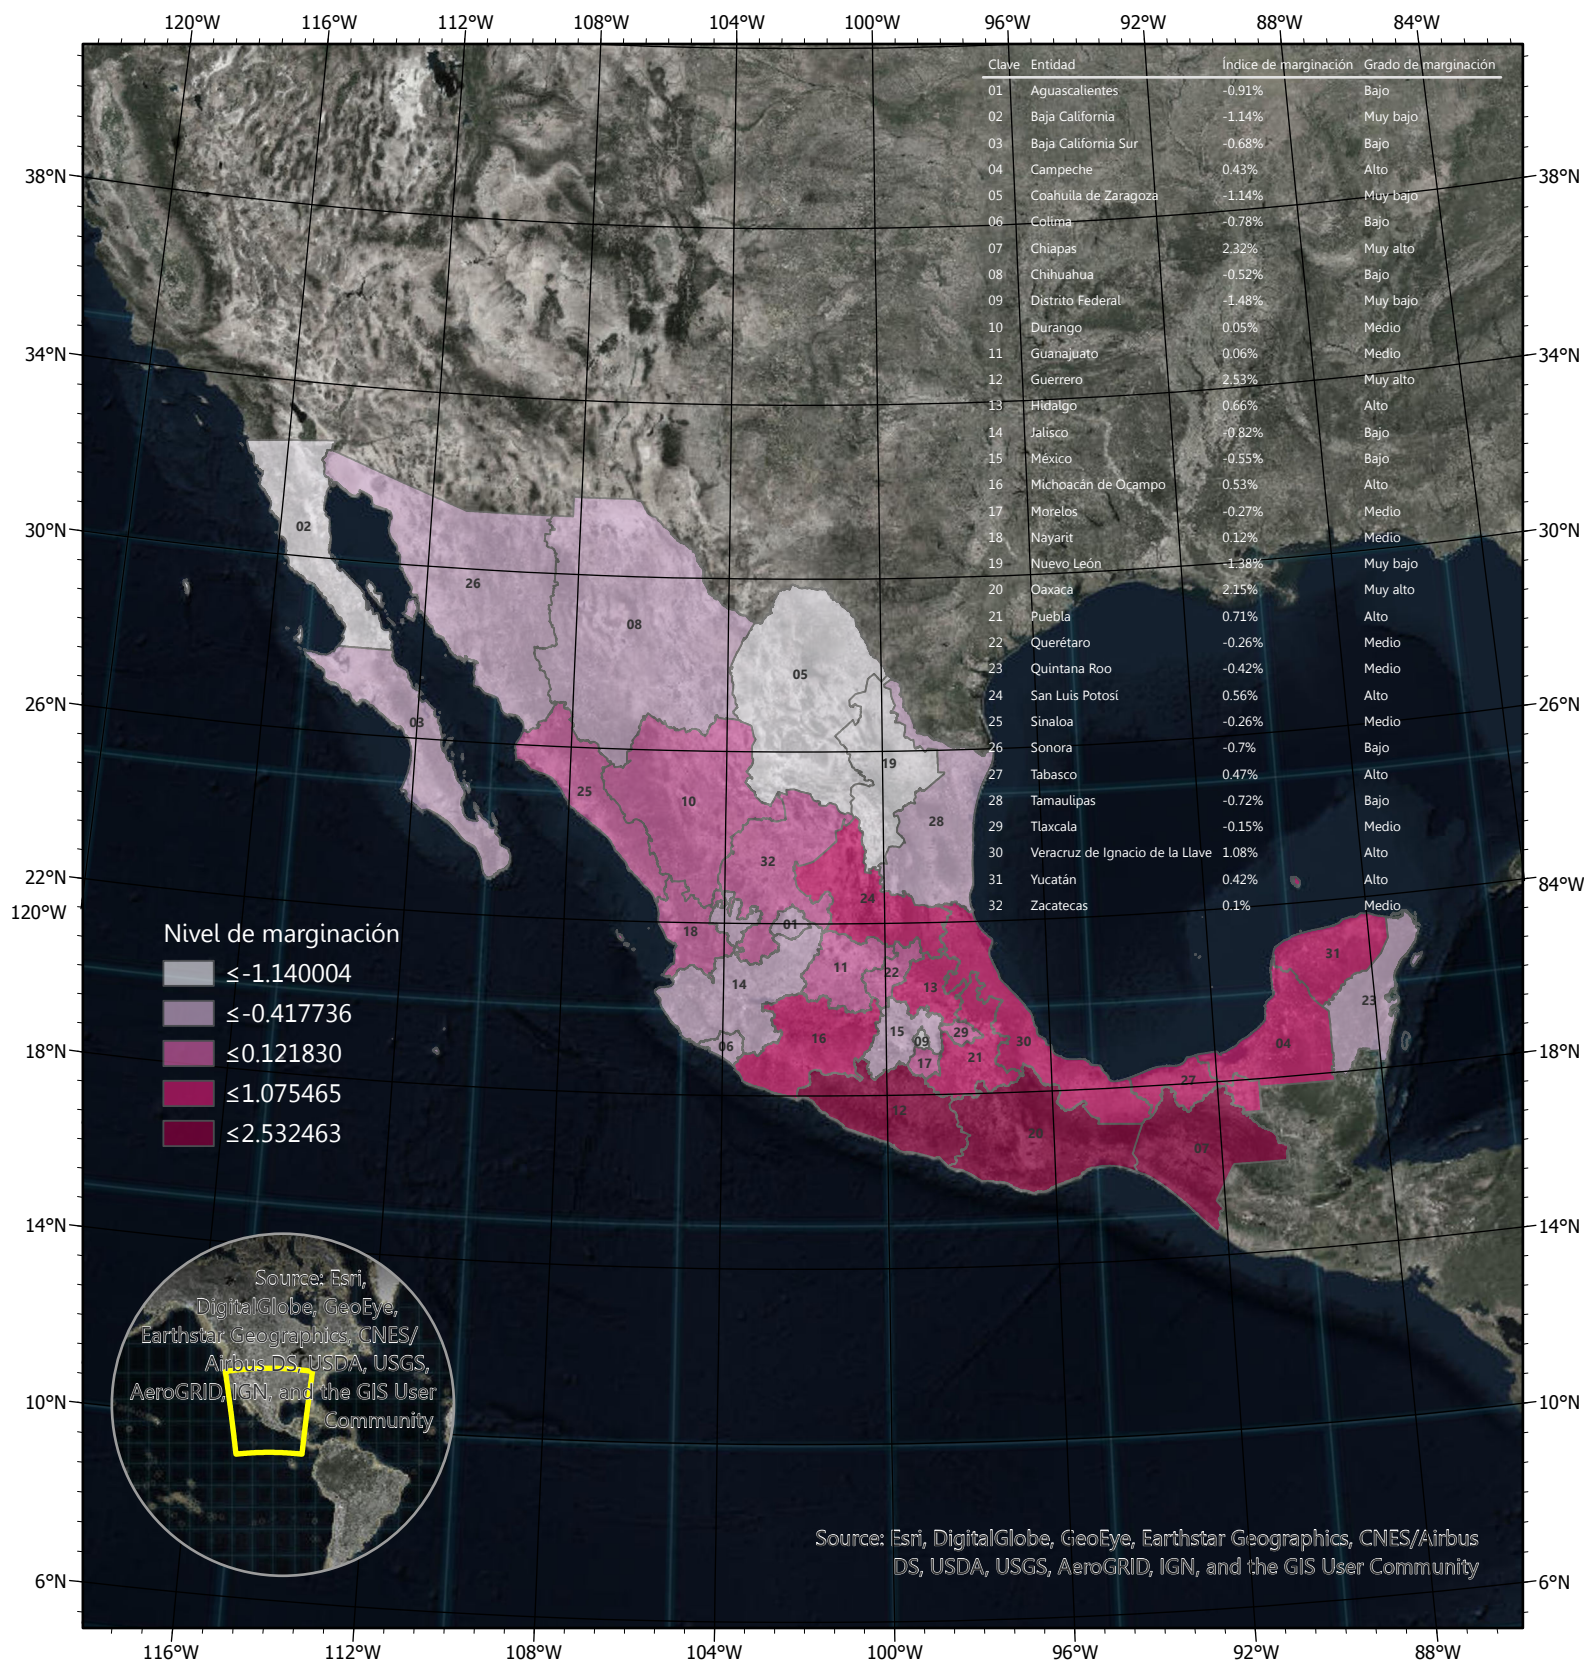 120°W 116°W 112°W 108°W 104°W 100°W 96°W 92°W 88°W 84°W
Clave Entidad Índice de marginación Grado de marginación
01 Aguascalientes -0.91% Bajo
02 Baja California -1.14% Muy bajo
03 Baja California Sur -0.68% Bajo
04 Campeche 0.43% Alto
05 Coahuila de Zaragoza -1.14% Muy bajo
06 Colima -0.78% Bajo
07 Chiapas 2.32% Muy alto
08 Chihuahua -0.52% Bajo
09 Distrito Federal -1.48% Muy bajo
10 Durango 0.05% Medio
11 Guanajuato 0.06% Medio
12 Guerrero 2.53% Muy alto
13 Hidalgo 0.66% Alto
14 Jalisco -0.82% Bajo
15 México -0.55% Bajo
16 Michoacán de Ocampo 0.53% Alto
17 Morelos -0.27% Medio
18 Nayarit 0.12% Medio
19 Nuevo León -1.38% Muy bajo
20 Oaxaca 2.15% Muy alto
21 Puebla 0.71% Alto
22 Querétaro -0.26% Medio
23 Quintana Roo -0.42% Medio
24 San Luis Potosí 0.56% Alto
25 Sinaloa -0.26% Medio
26 Sonora -0.7% Bajo
27 Tabasco 0.47% Alto
28 Tamaulipas -0.72% Bajo
29 Tlaxcala -0.15% Medio
30 Veracruz de Ignacio de la Llave 1.08% Alto
31 Yucatán 0.42% Alto
32 Zacatecas 0.1% Medio
38°N 38°N
34°N 34°N
30°N 30°N
26°N 26°N
22°N 84°W
120°W
18°N 18°N
14°N 14°N
10°N 10°N
6°N 6°N
02
26
08
05
03
19
25
10
28
32
24
01
18
31
11
22
14
13
23
15
29
16
09
30
04
06
21
17
27
12
20
07
Nivel de marginación
≤-1.140004
≤-0.417736
≤0.121830
≤1.075465
≤2.532463
Source: Esri,
DigitalGlobe, GeoEye,
Earthstar Geographics, CNES/
Airbus DS, USDA, USGS,
AeroGRID, IGN, and the GIS User
Community
Source: Esri, DigitalGlobe, GeoEye, Earthstar Geographics, CNES/Airbus
DS, USDA, USGS, AeroGRID, IGN, and the GIS User Community
116°W 112°W 108°W 104°W 100°W 96°W 92°W 88°W